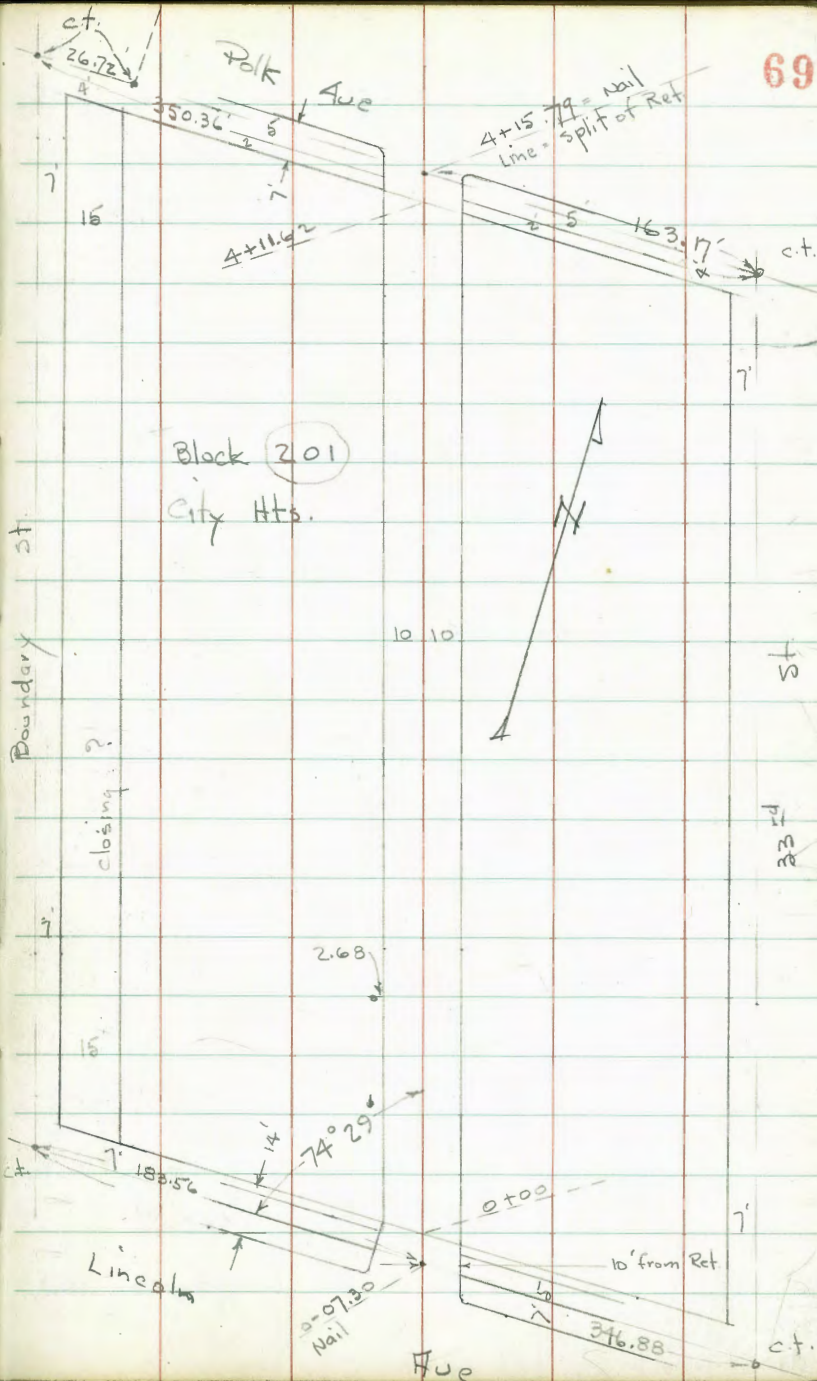 69
c.t.
26.72'
Polk Ave
4'
350.36'
5'
2
7'
4+15.79 = Nail
Line = split of Ret
7'
15
4+11.62
2' 5' 163.17'
4'
c.t.
7'
Block 201
City Hts.
N
Boundary St.
10 10
33rd St.
closing ?
7'
2.68
15
74° 29'
14'
c.t.
7'
183.56
0+00
7'
Lincoln Ave
10' from Ret.
0-07.30
Nail
7'
346.88
c.t.